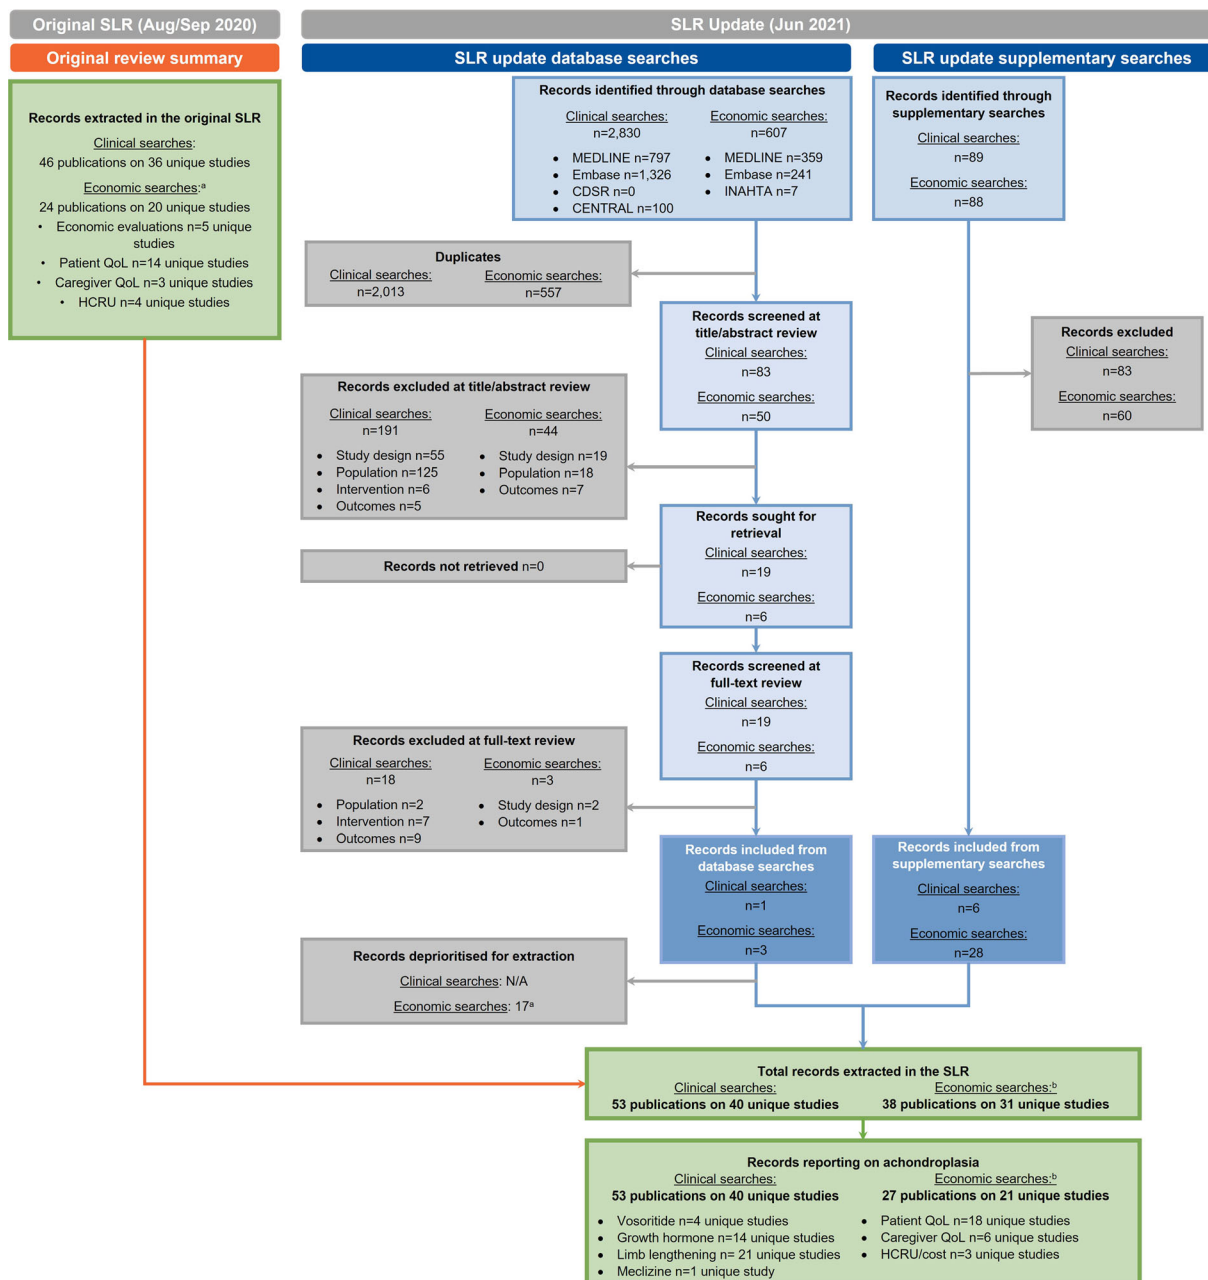 Original SLR (Aug/Sep 2020)
SLR Update (Jun 2021)
Original review summary
SLR update database searches
SLR update supplementary searches
Records extracted in the original SLR
Clinical searches:
46 publications on 36 unique studies
Economic searches:ᵃ
24 publications on 20 unique studies
• Economic evaluations n=5 unique
studies
• Patient QoL n=14 unique studies
• Caregiver QoL n=3 unique studies
• HCRU n=4 unique studies
Records identified through database searches
Clinical searches:
n=2,830
• MEDLINE n=797
• Embase n=1,326
• CDSR n=0
• CENTRAL n=100
Economic searches:
n=607
• MEDLINE n=359
• Embase n=241
• INAHTA n=7
Records identified through
supplementary searches
Clinical searches:
n=89
Economic searches:
n=88
Duplicates
Clinical searches:
n=2,013
Economic searches:
n=557
Records screened at
title/abstract review
Clinical searches:
n=83
Economic searches:
n=50
Records excluded
Clinical searches:
n=83
Economic searches:
n=60
Records excluded at title/abstract review
Clinical searches:
n=191
• Study design n=55
• Population n=125
• Intervention n=6
• Outcomes n=5
Economic searches:
n=44
• Study design n=19
• Population n=18
• Outcomes n=7
Records sought for
retrieval
Clinical searches:
n=19
Economic searches:
n=6
Records not retrieved n=0
Records screened at
full-text review
Clinical searches:
n=19
Economic searches:
n=6
Records excluded at full-text review
Clinical searches:
n=18
• Population n=2
• Intervention n=7
• Outcomes n=9
Economic searches:
n=3
• Study design n=2
• Outcomes n=1
Records included from
database searches
Clinical searches:
n=1
Economic searches:
n=3
Records included from
supplementary searches
Clinical searches:
n=6
Economic searches:
n=28
Records deprioritised for extraction
Clinical searches: N/A
Economic searches: 17ᵃ
Total records extracted in the SLR
Clinical searches:
53 publications on 40 unique studies
Economic searches:ᵇ
38 publications on 31 unique studies
Records reporting on achondroplasia
Clinical searches:
53 publications on 40 unique studies
• Vosoritide n=4 unique studies
• Growth hormone n=14 unique studies
• Limb lengthening n= 21 unique studies
• Meclizine n=1 unique study
Economic searches:ᵇ
27 publications on 21 unique studies
• Patient QoL n=18 unique studies
• Caregiver QoL n=6 unique studies
• HCRU/cost n=3 unique studies